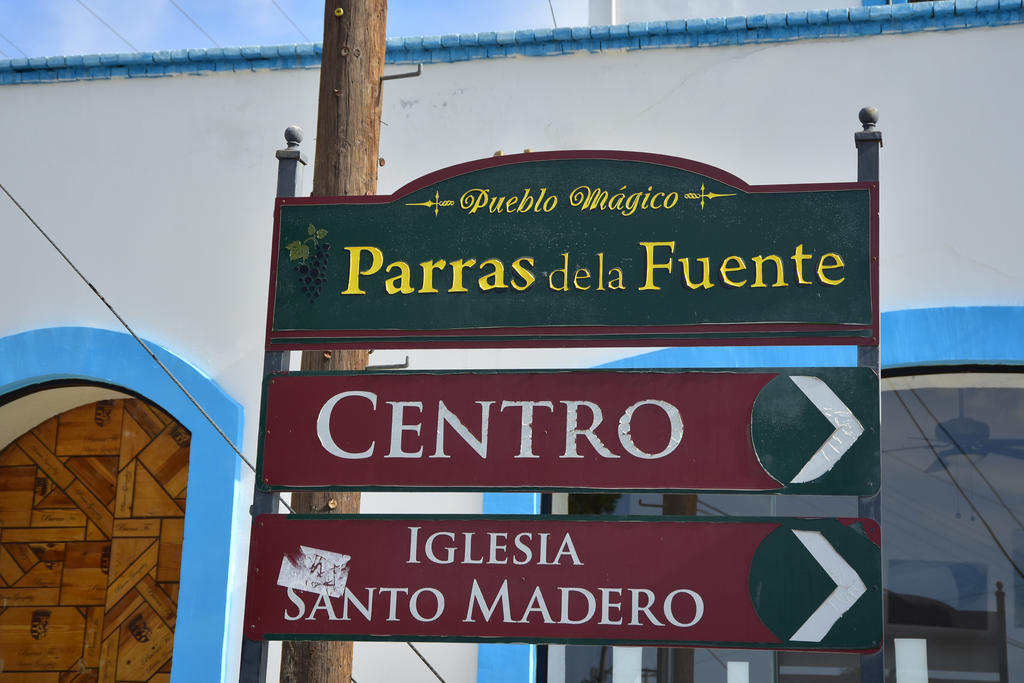 Pueblo Mágico
Parras de la Fuente
CENTRO
IGLESIA
SANTO MADERO